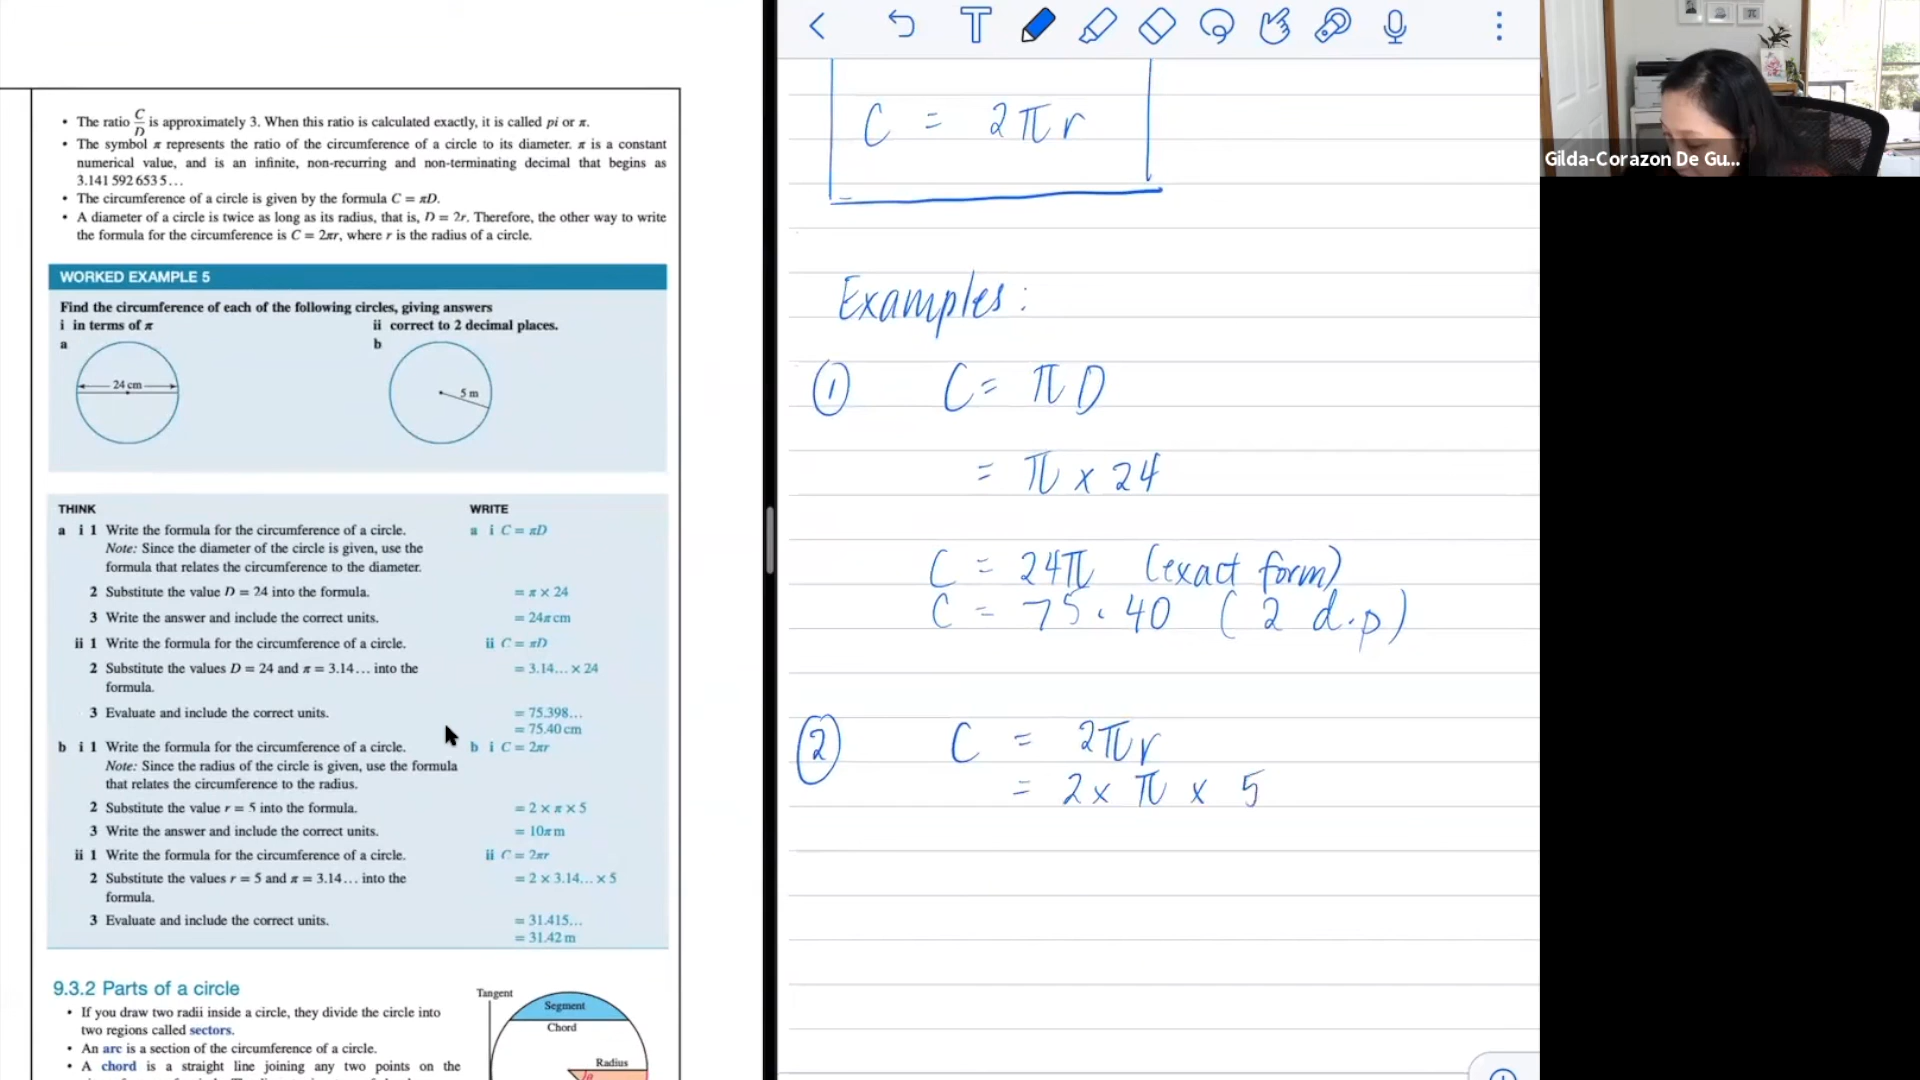 • The ratio C/D is approximately 3. When this ratio is calculated exactly, it is called pi or π.
• The symbol π represents the ratio of the circumference of a circle to its diameter. π is a constant
numerical value, and is an infinite, non-recurring and non-terminating decimal that begins as
3.141 592 653 5…
• The circumference of a circle is given by the formula C = πD.
• A diameter of a circle is twice as long as its radius, that is, D = 2r. Therefore, the other way to write
the formula for the circumference is C = 2πr, where r is the radius of a circle.
WORKED EXAMPLE 5
Find the circumference of each of the following circles, giving answers
i in terms of π ii correct to 2 decimal places.
a b
24 cm 5 m
THINK WRITE
a i 1 Write the formula for the circumference of a circle. a i C = πD
Note: Since the diameter of the circle is given, use the
formula that relates the circumference to the diameter.
2 Substitute the value D = 24 into the formula. = π × 24
3 Write the answer and include the correct units. = 24π cm
ii 1 Write the formula for the circumference of a circle. ii C = πD
2 Substitute the values D = 24 and π = 3.14… into the = 3.14… × 24
formula.
3 Evaluate and include the correct units. = 75.398…
= 75.40 cm
b i 1 Write the formula for the circumference of a circle. b i C = 2πr
Note: Since the radius of the circle is given, use the formula
that relates the circumference to the radius.
2 Substitute the value r = 5 into the formula. = 2 × π × 5
3 Write the answer and include the correct units. = 10π m
ii 1 Write the formula for the circumference of a circle. ii C = 2πr
2 Substitute the values r = 5 and π = 3.14… into the = 2 × 3.14… × 5
formula.
3 Evaluate and include the correct units. = 31.415…
= 31.42 m
9.3.2 Parts of a circle
• If you draw two radii inside a circle, they divide the circle into
two regions called sectors.
• An arc is a section of the circumference of a circle.
• A chord is a straight line joining any two points on the
Tangent
Segment
Chord
Radius
C = 2πr
Examples:
① C = πD
= π × 24
C = 24π (exact form)
C = 75.40 (2 d.p)
② C = 2πr
= 2 × π × 5
Gilda-Corazon De Gu...